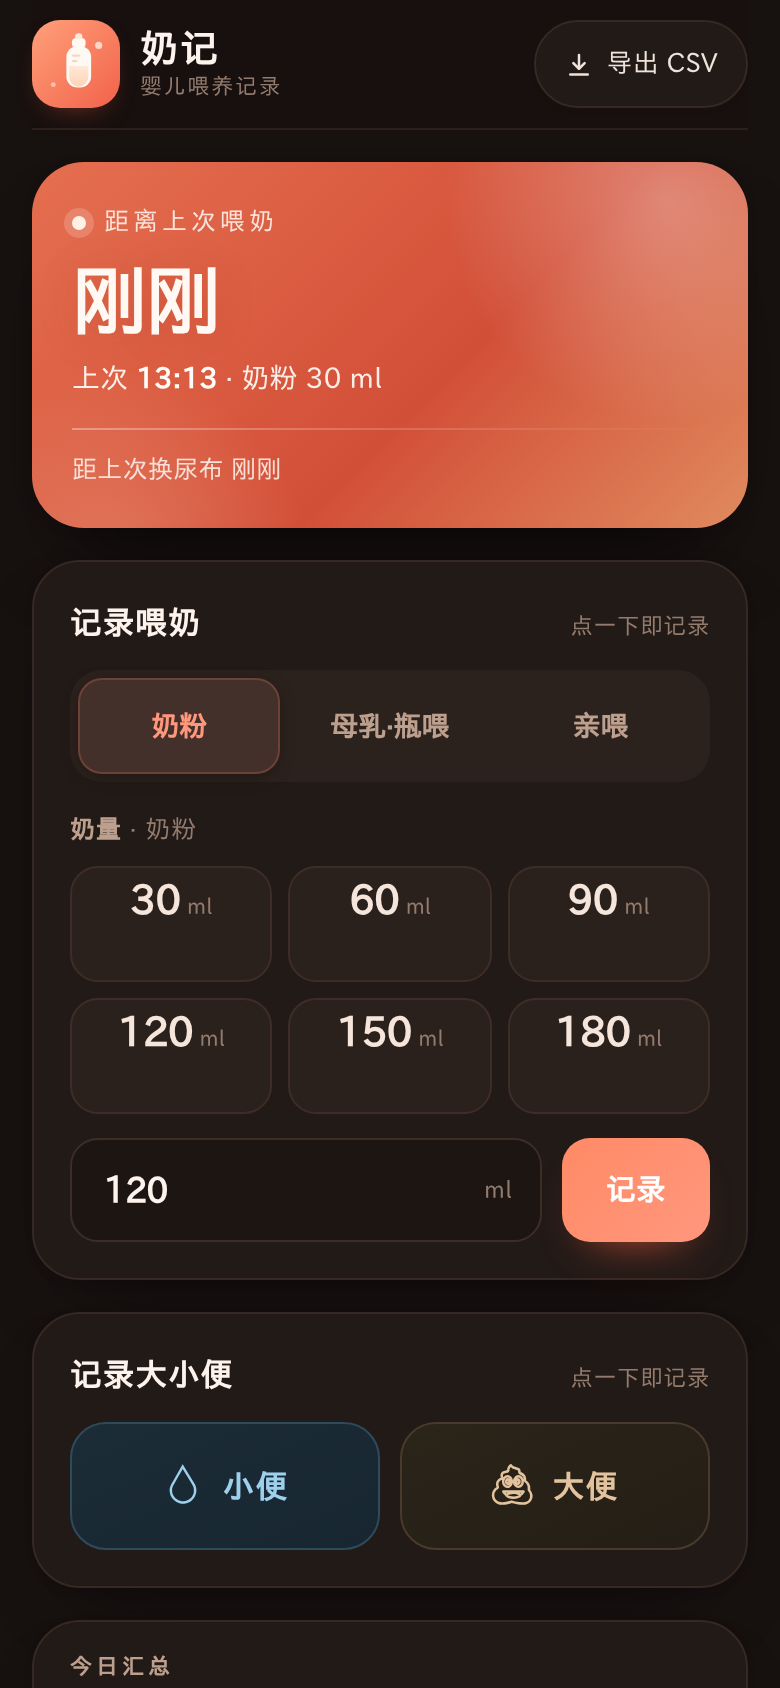 奶记
婴儿喂养记录
导出 CSV
距离上次喂奶
刚刚
上次 13:13 · 奶粉 30 ml
距上次换尿布 刚刚
记录喂奶
点一下即记录
奶粉
母乳·瓶喂
亲喂
奶量 · 奶粉
30 ml
60 ml
90 ml
120 ml
150 ml
180 ml
120 ml
记录
记录大小便
点一下即记录
小便
大便
今日汇总